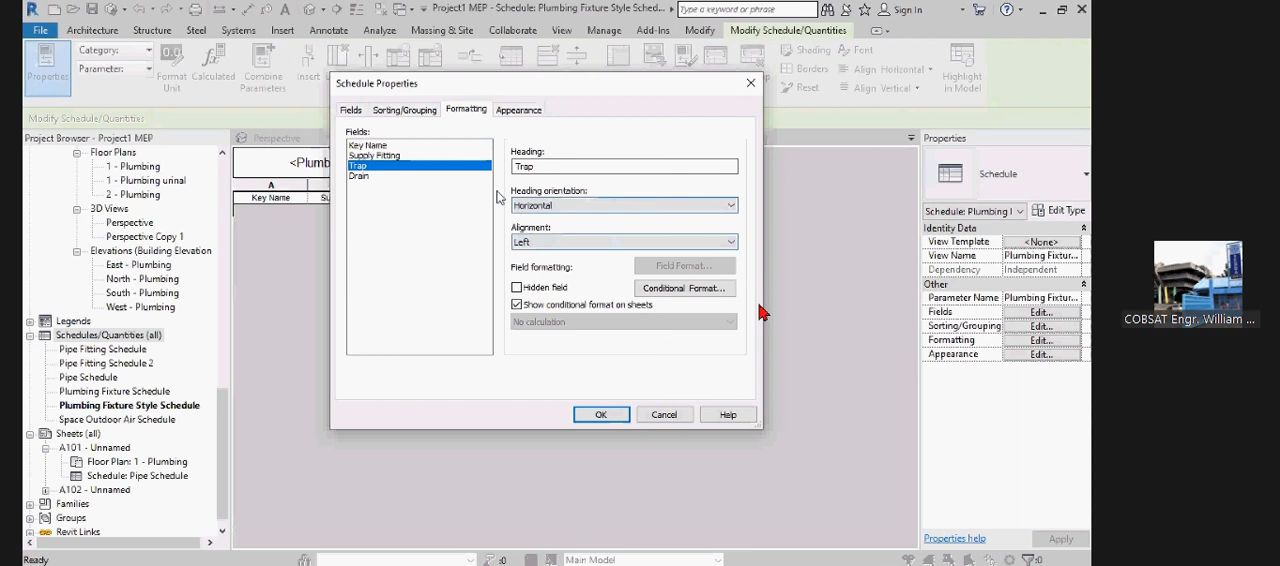 Project1 MEP - Schedule: Plumbing Fixture Style Sched...
Type a keyword or phrase
Sign In
File
Architecture
Structure
Steel
Systems
Insert
Annotate
Analyze
Massing & Site
Collaborate
View
Manage
Add-Ins
Modify
Modify Schedule/Quantities
Properties
Category:
Parameter:
Format
Unit
Calculated
Combine
Parameters
Insert
Shading
Borders
Reset
Font
Align Horizontal
Align Vertical
Highlight
in Model
Modify Schedule/Quantities
Project Browser - Project1 MEP
Floor Plans
1 - Plumbing
1 - Plumbing urinal
2 - Plumbing
3D Views
Perspective
Perspective Copy 1
Elevations (Building Elevation
East - Plumbing
North - Plumbing
South - Plumbing
West - Plumbing
Legends
Schedules/Quantities (all)
Pipe Fitting Schedule
Pipe Fitting Schedule 2
Pipe Schedule
Plumbing Fixture Schedule
Plumbing Fixture Style Schedule
Space Outdoor Air Schedule
Sheets (all)
A101 - Unnamed
Floor Plan: 1 - Plumbing
Schedule: Pipe Schedule
A102 - Unnamed
Families
Groups
Revit Links
Ready
Perspective
<Plumb
A
Key Name
Su
Schedule Properties
Fields
Sorting/Grouping
Formatting
Appearance
Fields:
Key Name
Supply Fitting
Trap
Drain
Heading:
Trap
Heading orientation:
Horizontal
Alignment:
Left
Field formatting:
Field Format...
Hidden field
Conditional Format...
Show conditional format on sheets
No calculation
OK
Cancel
Help
:0
Main Model
:0
Properties
Schedule
Schedule: Plumbing I
Edit Type
Identity Data
View Template
<None>
View Name
Plumbing Fixtur...
Dependency
Independent
Other
Parameter Name
Plumbing Fixtur...
Fields
Edit...
Sorting/Grouping
Edit...
Formatting
Edit...
Appearance
Edit...
Properties help
Apply
COBSAT Engr. William ...